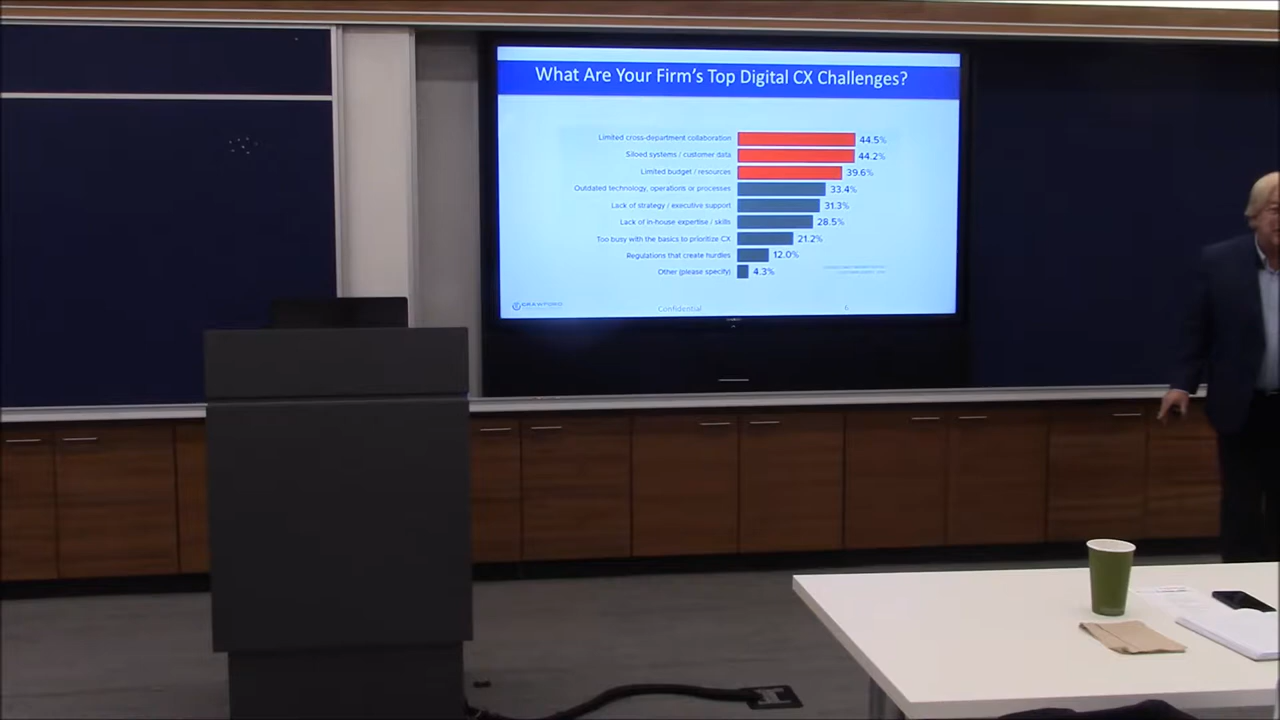 What Are Your Firm's Top Digital CX Challenges?
Limited cross-department collaboration 44.5%
Siloed systems / customer data 44.2%
Limited budget / resources 39.6%
Outdated technology, operations or processes 33.4%
Lack of strategy / executive support 31.3%
Lack of in-house expertise / skills 28.5%
Too busy with the basics to prioritize CX 21.2%
Regulations that create hurdles 12.0%
Other (please specify) 4.3%
CRAWFORD Confidential 6